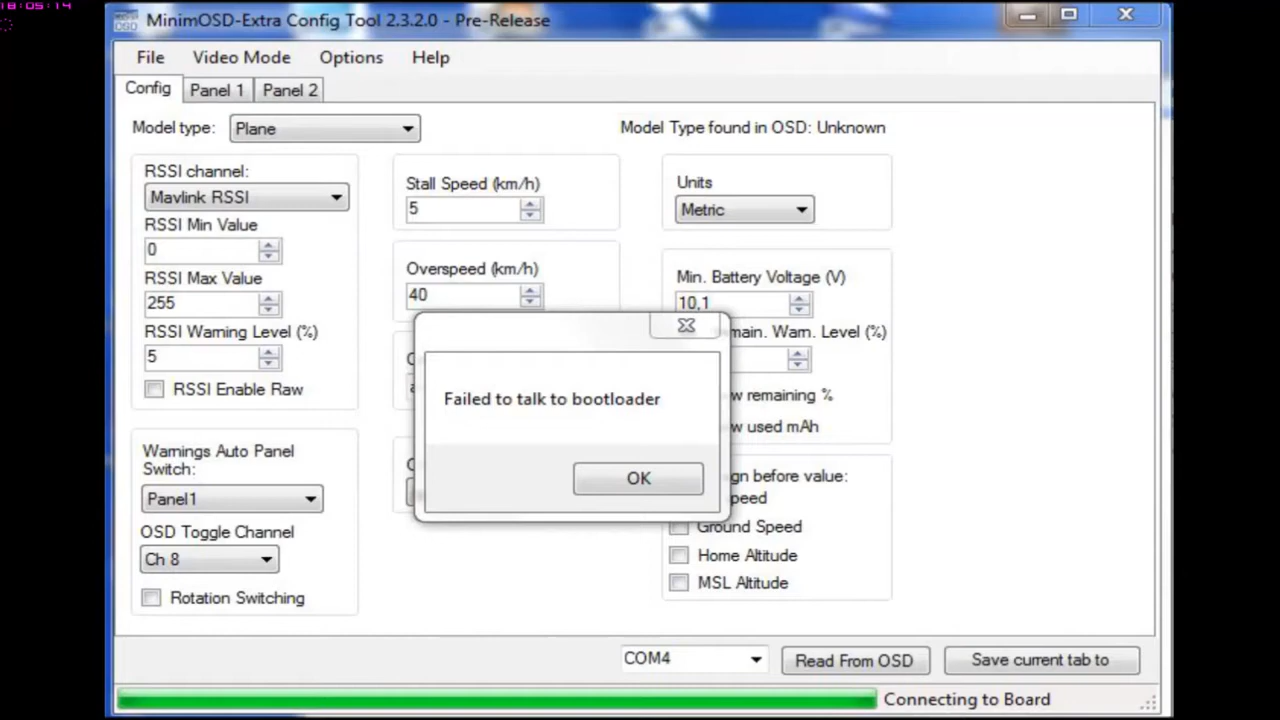 18:05:14
MinimOSD-Extra Config Tool 2.3.2.0 - Pre-Release
File Video Mode Options Help
Config Panel 1 Panel 2
Model type: Plane
Model Type found in OSD: Unknown
RSSI channel:
Mavlink RSSI
RSSI Min Value
0
RSSI Max Value
255
RSSI Warning Level (%)
5
RSSI Enable Raw
Warnings Auto Panel
Switch:
Panel1
OSD Toggle Channel
Ch 8
Rotation Switching
Stall Speed (km/h)
5
Overspeed (km/h)
40
Units
Metric
Min. Battery Voltage (V)
10,1
Warn. Level (%)
remaining %
used mAh
before value:
Ground Speed
Home Altitude
MSL Altitude
Failed to talk to bootloader
OK
COM4 Read From OSD Save current tab to
Connecting to Board